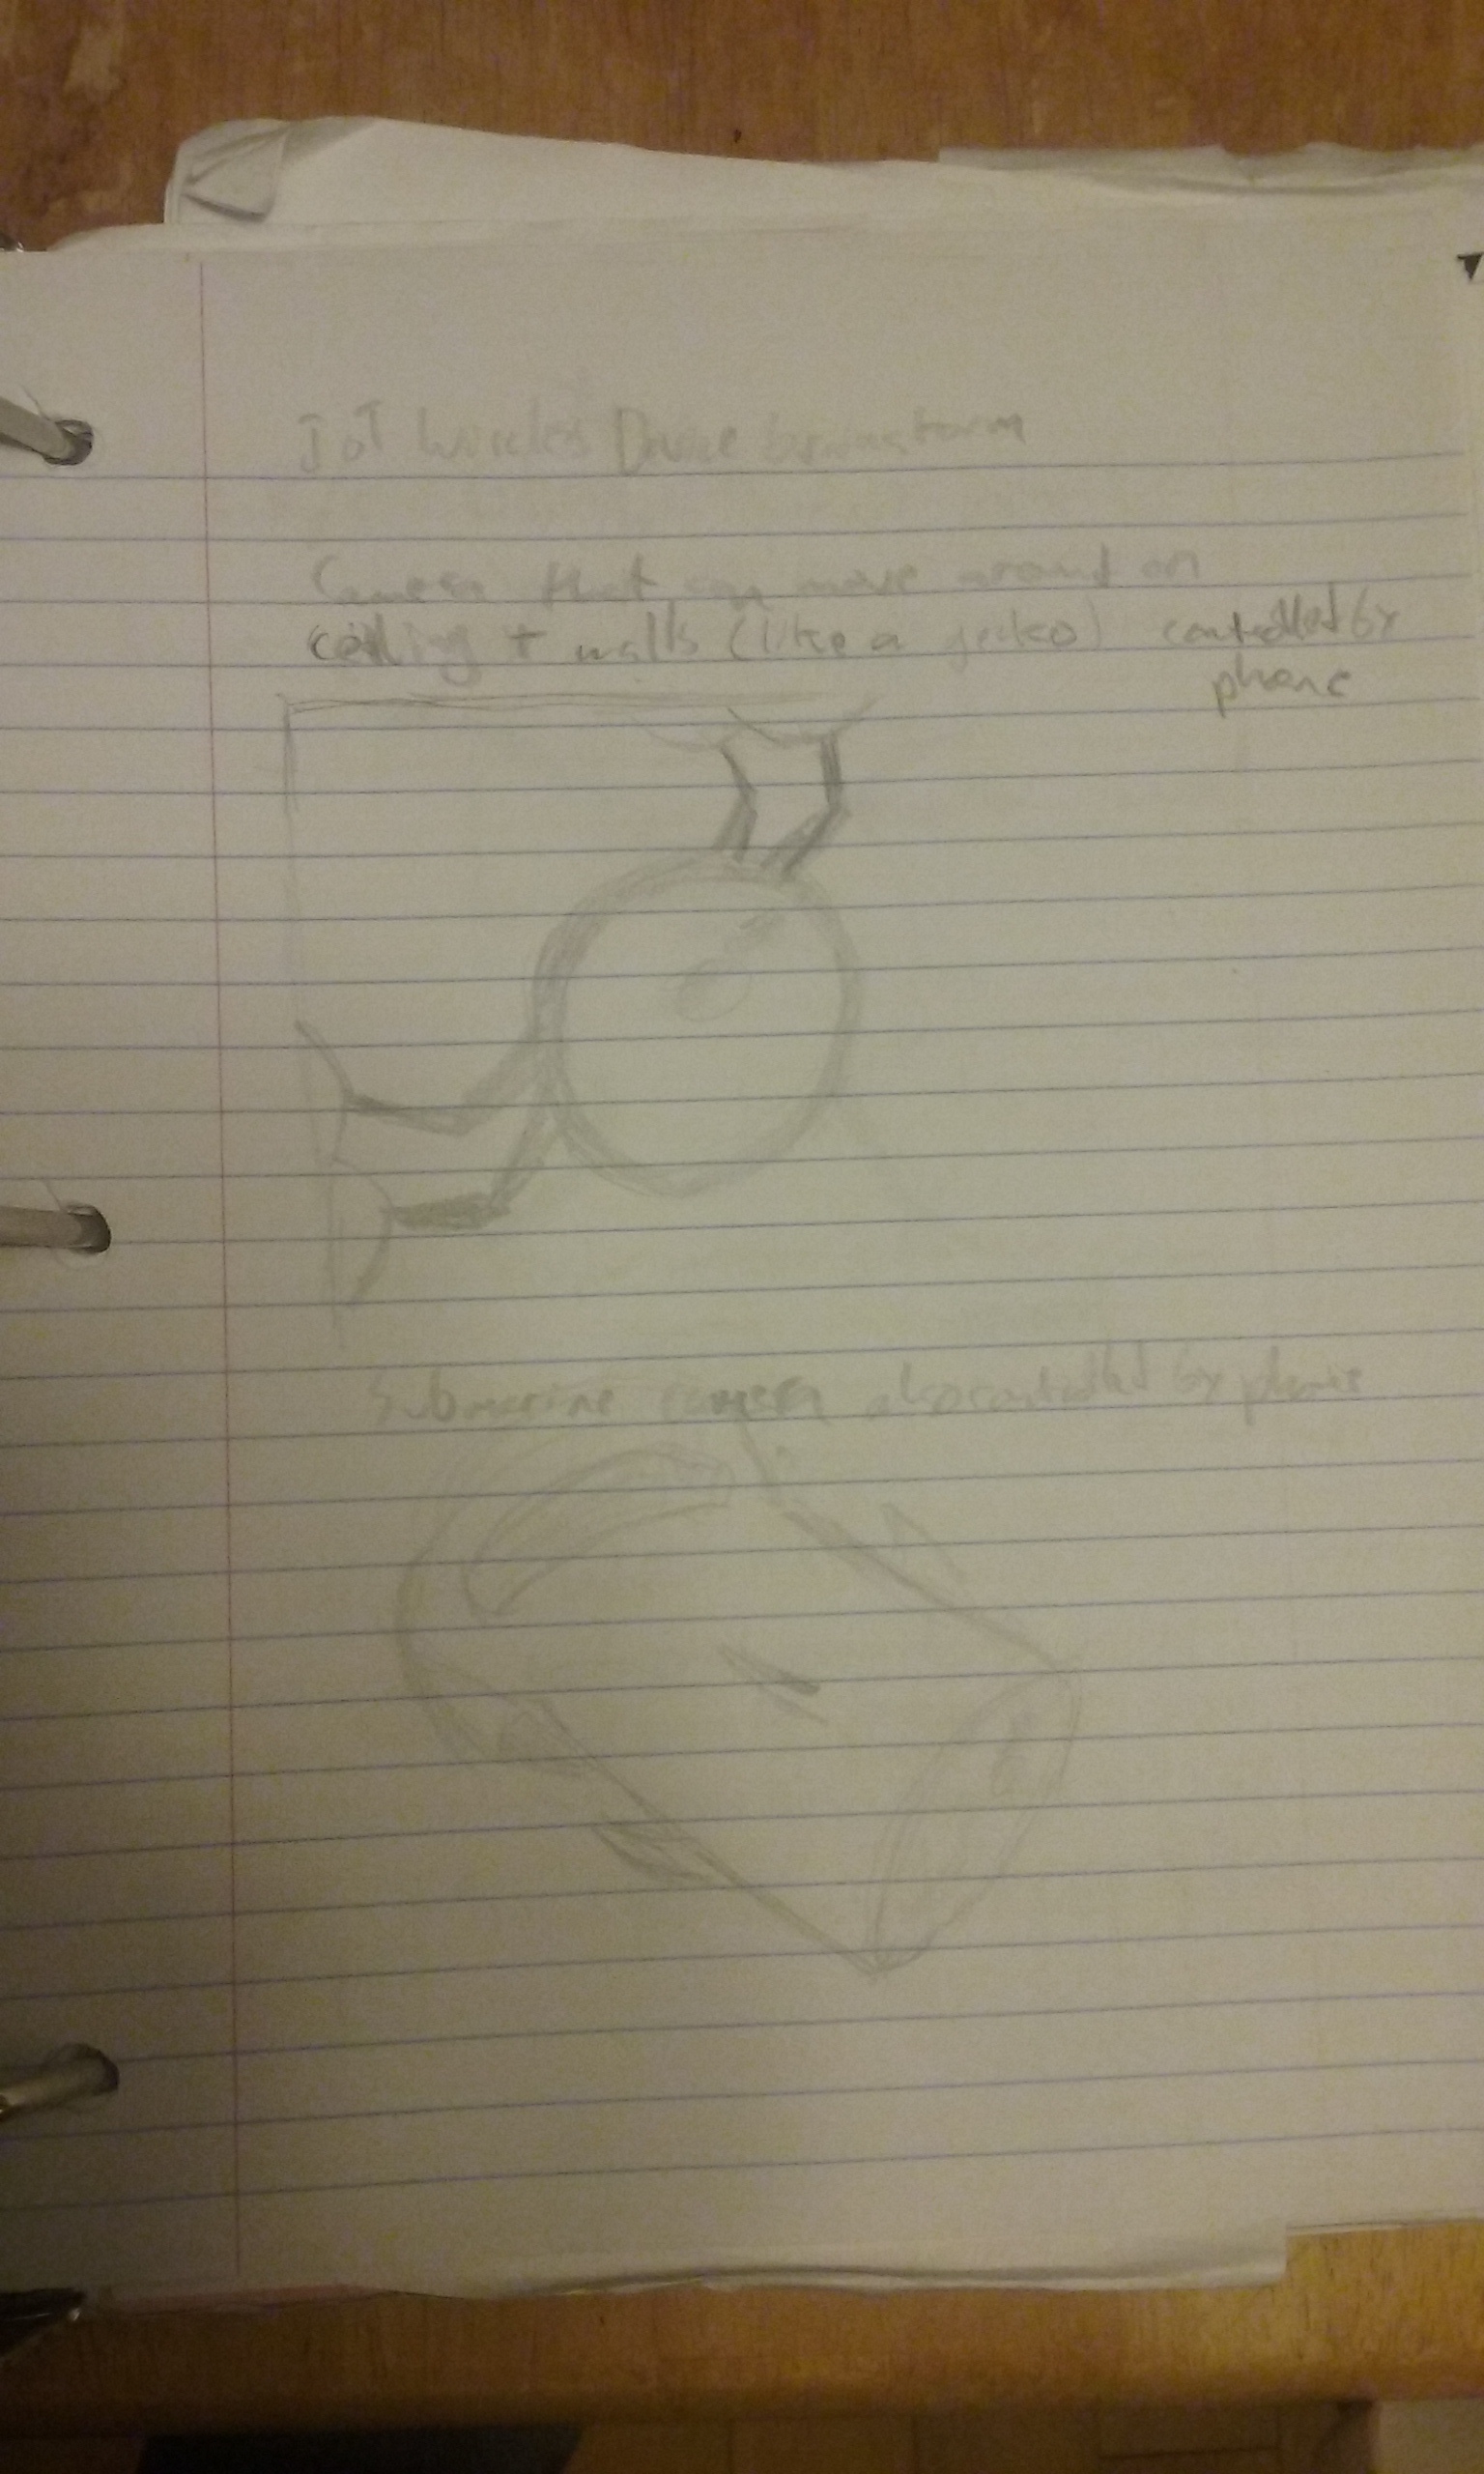 IoT Wireless Device brainstorm
Camera that can move around on
ceiling + walls (like a gecko) controlled by
phone
Submarine camera also controlled by phone